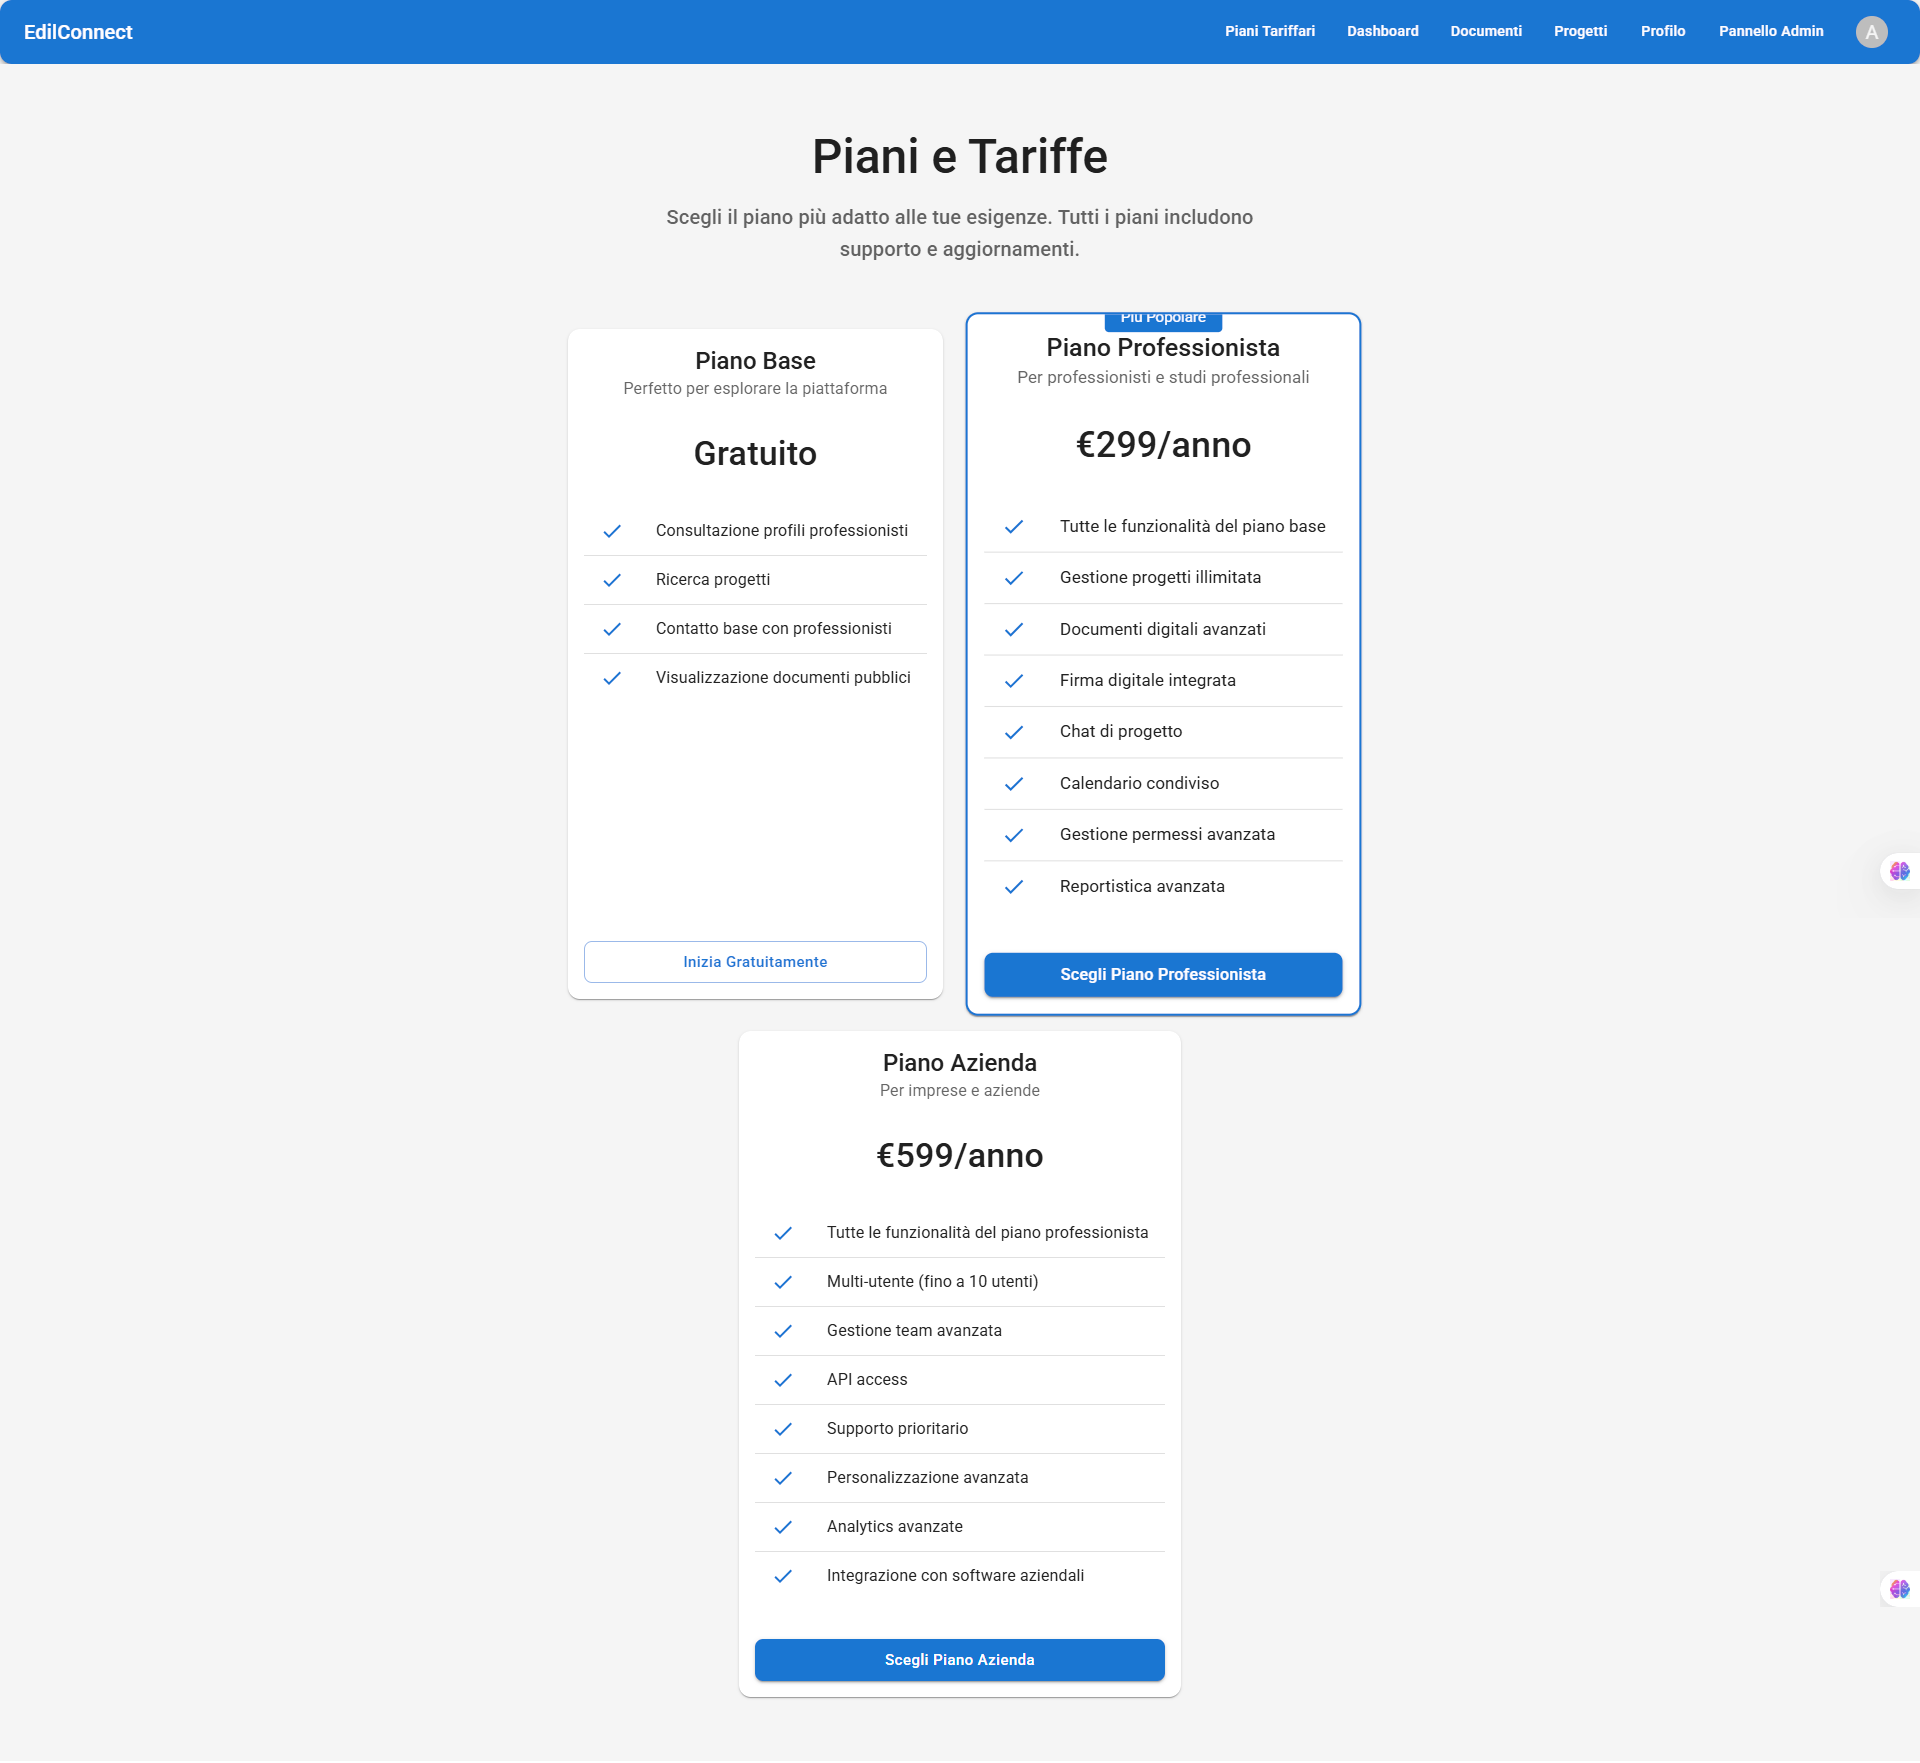 EdilConnect
Piani Tariffari
Dashboard
Documenti
Progetti
Profilo
Pannello Admin
A
Piani e Tariffe
Scegli il piano più adatto alle tue esigenze. Tutti i piani includono
supporto e aggiornamenti.
Piano Base
Perfetto per esplorare la piattaforma
Gratuito
Consultazione profili professionisti
Ricerca progetti
Contatto base con professionisti
Visualizzazione documenti pubblici
Inizia Gratuitamente
Più Popolare
Piano Professionista
Per professionisti e studi professionali
€299/anno
Tutte le funzionalità del piano base
Gestione progetti illimitata
Documenti digitali avanzati
Firma digitale integrata
Chat di progetto
Calendario condiviso
Gestione permessi avanzata
Reportistica avanzata
Scegli Piano Professionista
Piano Azienda
Per imprese e aziende
€599/anno
Tutte le funzionalità del piano professionista
Multi-utente (fino a 10 utenti)
Gestione team avanzata
API access
Supporto prioritario
Personalizzazione avanzata
Analytics avanzate
Integrazione con software aziendali
Scegli Piano Azienda